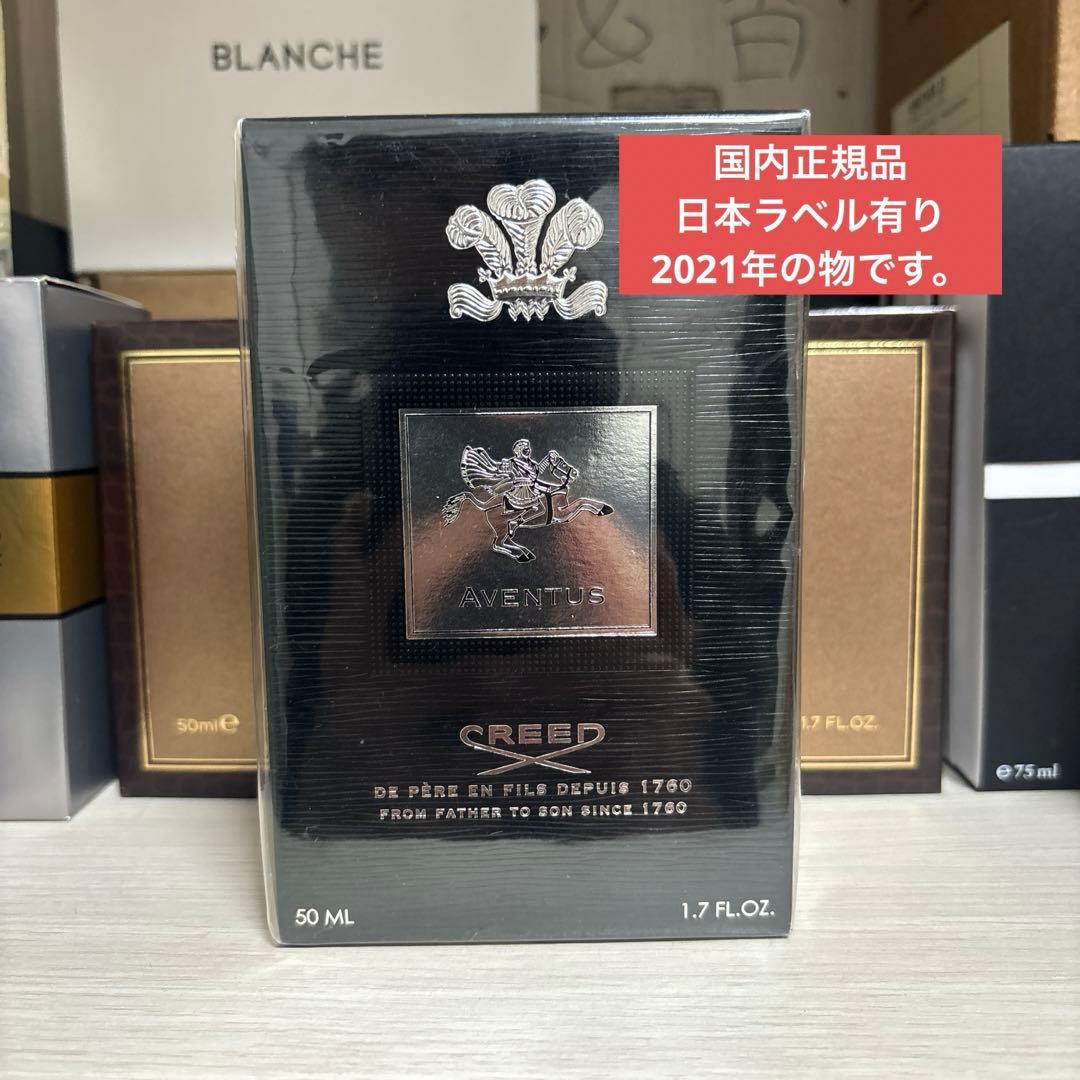 BLANCHE
& 香
国内正規品
日本ラベル有り
2021年の物です。
AVENTUS
CREED
DE PÈRE EN FILS DEPUIS 1760
FROM FATHER TO SON SINCE 1760
50 ML
1.7 FL.OZ.
50ml e
1.7 FL.OZ.
e 75 ml